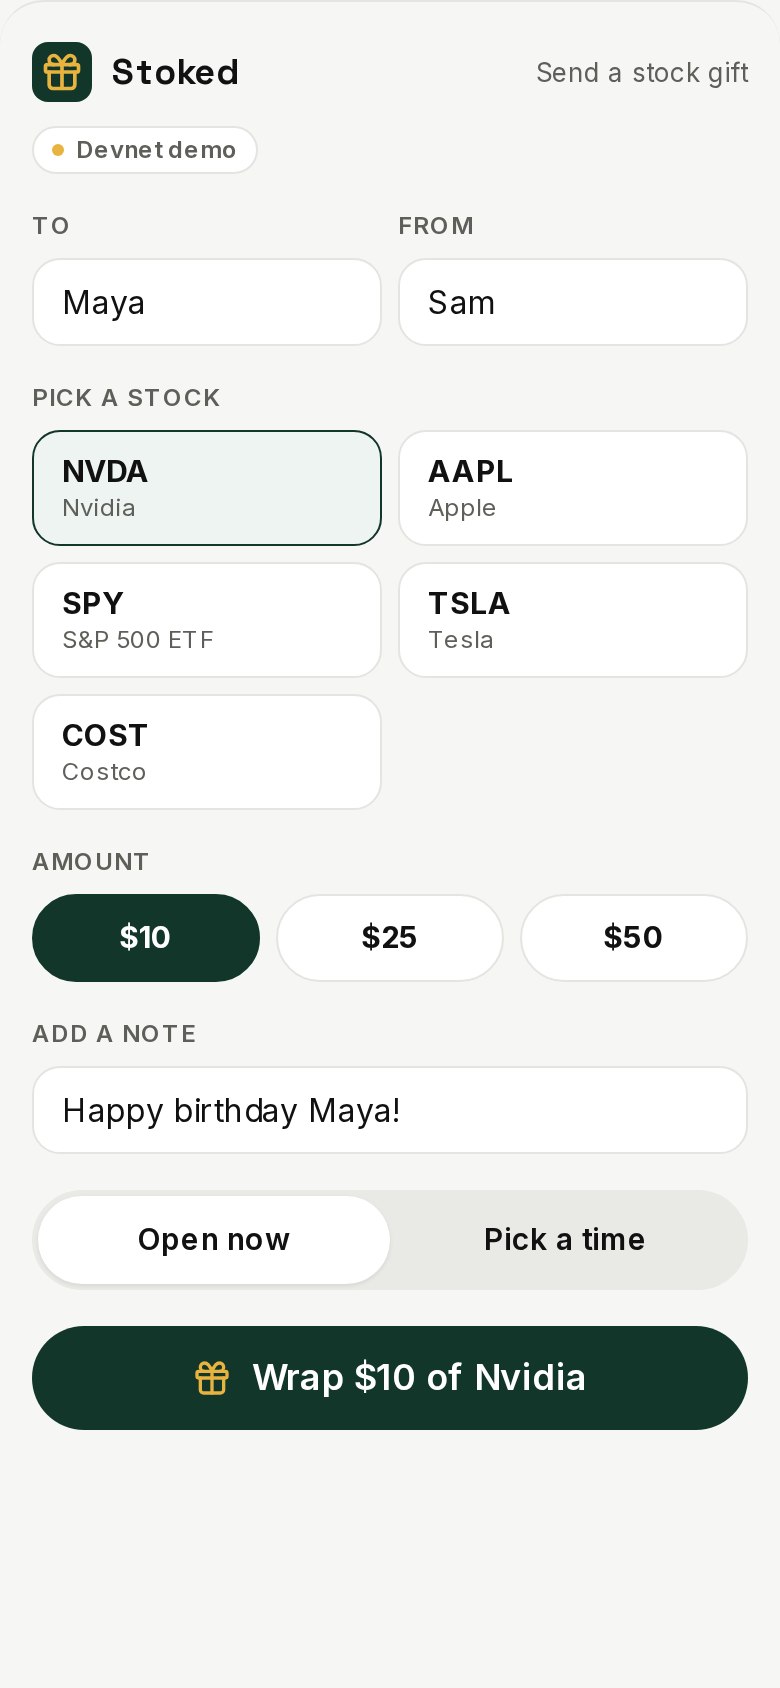 Stoked
Send a stock gift
Devnet demo
TO
FROM
Maya
Sam
PICK A STOCK
NVDA
Nvidia
AAPL
Apple
SPY
S&P 500 ETF
TSLA
Tesla
COST
Costco
AMOUNT
$10
$25
$50
ADD A NOTE
Happy birthday Maya!
Open now
Pick a time
Wrap $10 of Nvidia